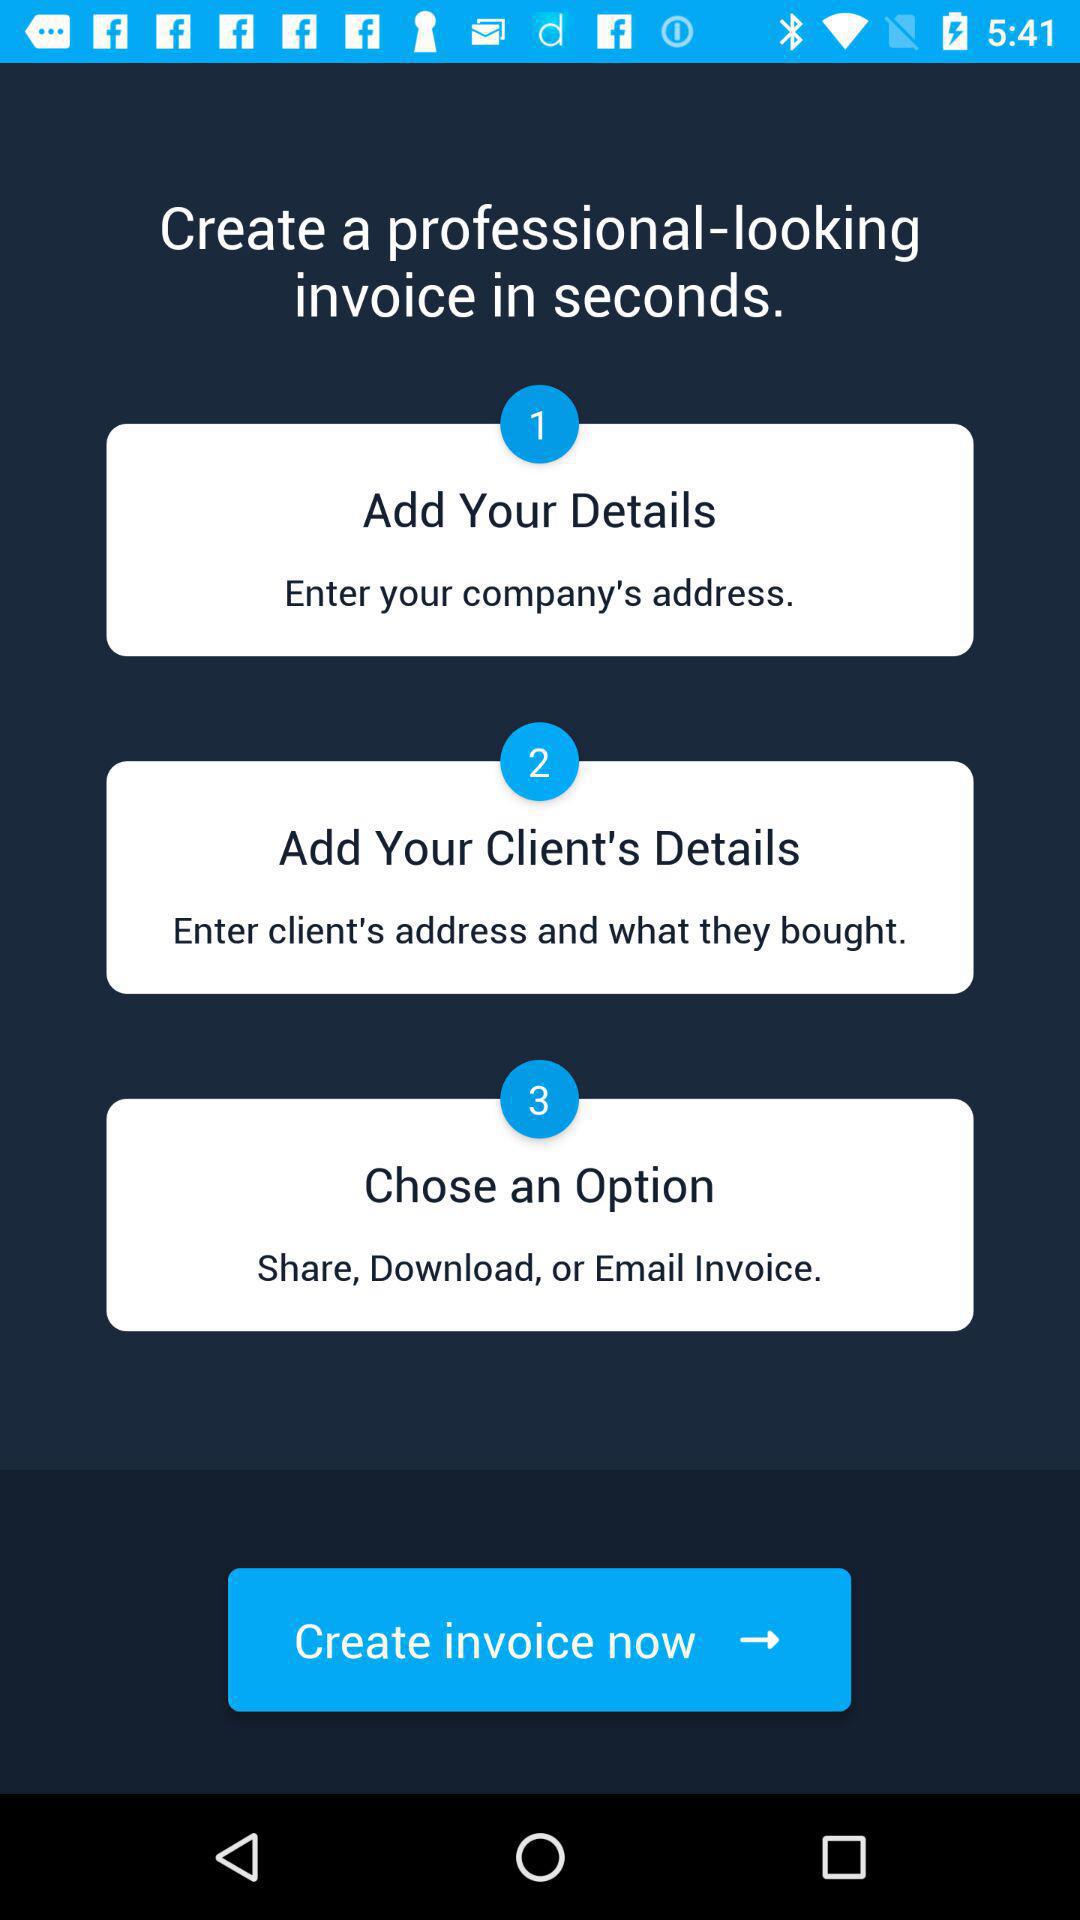 5:41
Create a professional-looking
invoice in seconds.
1
Add Your Details
Enter your company's address.
2
Add Your Client's Details
Enter client's address and what they bought.
3
Chose an Option
Share, Download, or Email Invoice.
Create invoice now